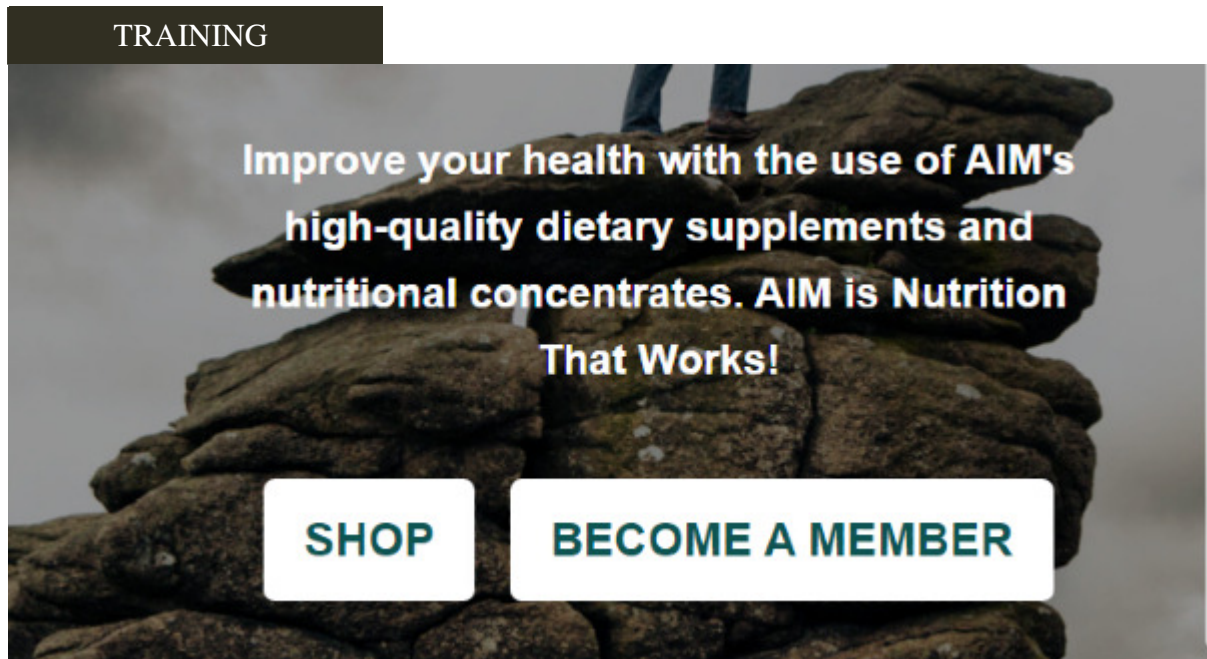 TRAINING
Improve your health with the use of AIM's
high-quality dietary supplements and
nutritional concentrates. AIM is Nutrition
That Works!
SHOP
BECOME A MEMBER